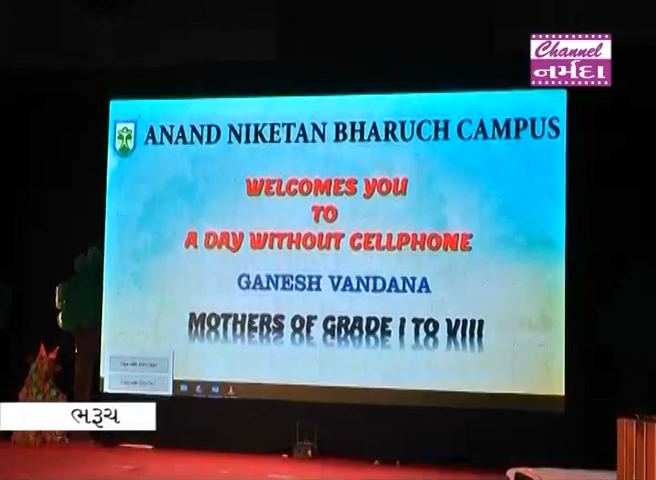 Channel
નર્મદા
ANAND NIKETAN BHARUCH CAMPUS
WELCOMES YOU
TO
A DAY WITHOUT CELLPHONE
GANESH VANDANA
MOTHERS OF GRADE I TO VIII
ભરૂચ